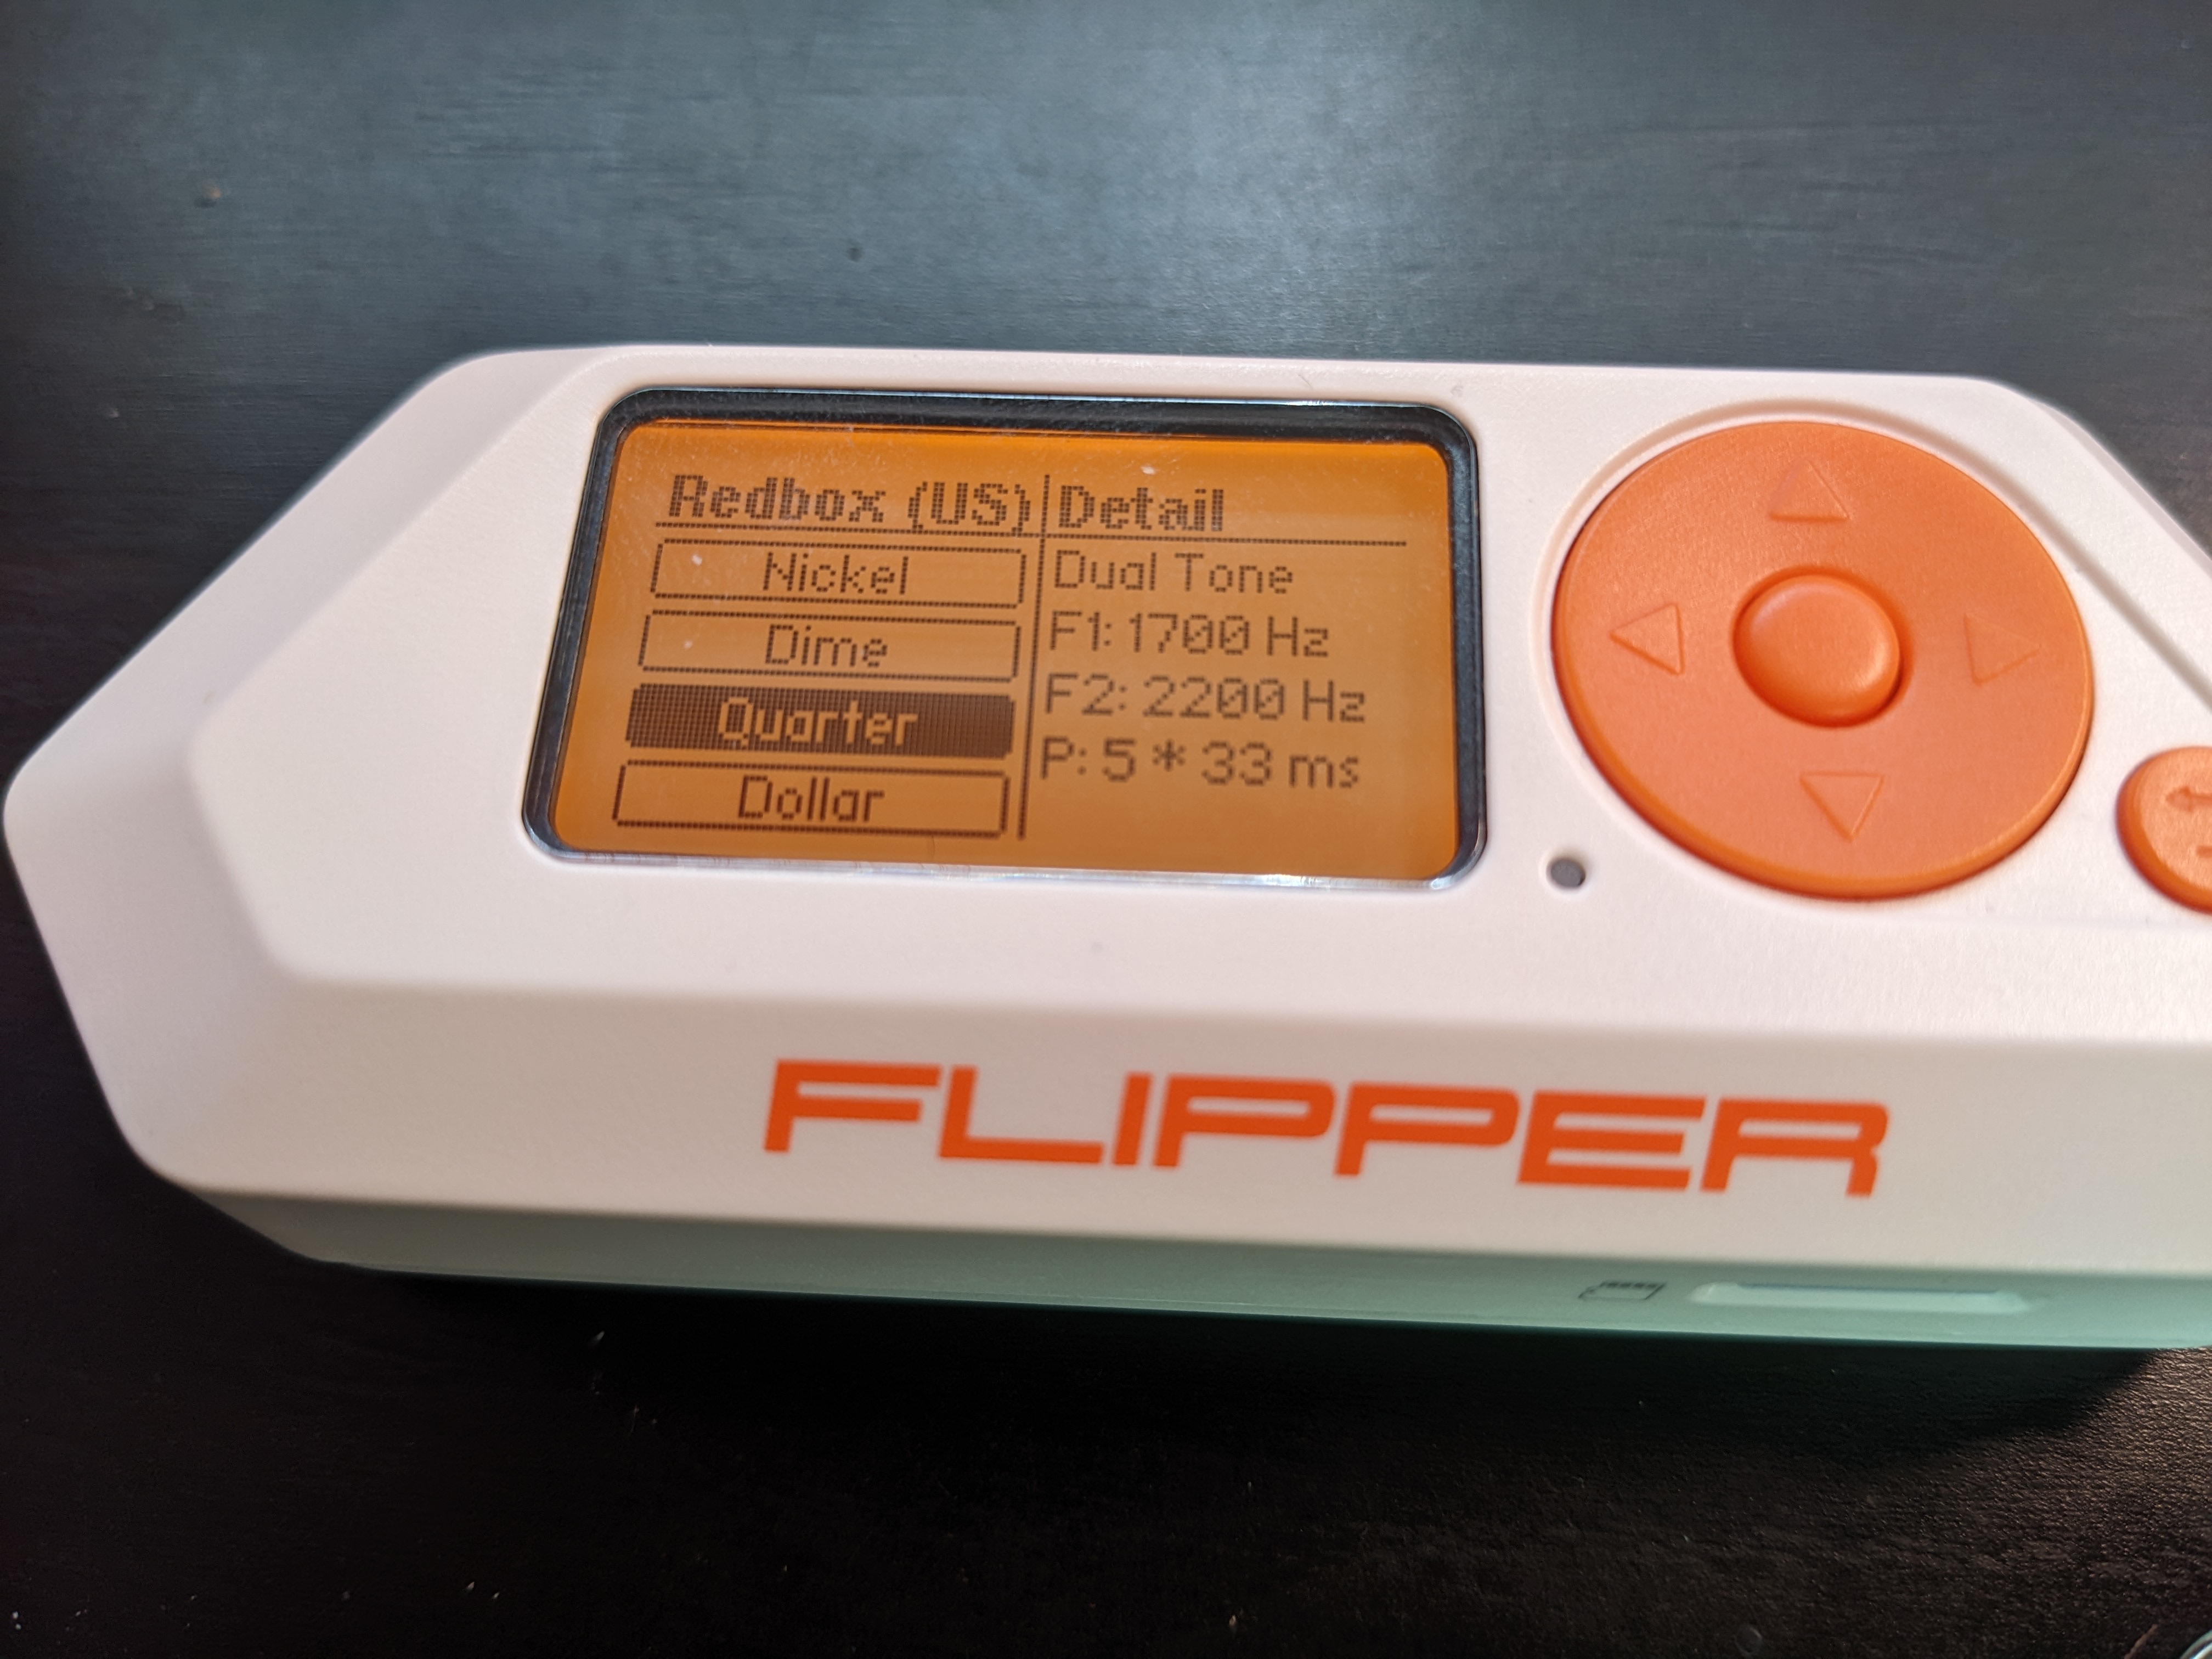 Redbox (US)
Nickel
Dime
Quarter
Dollar
Detail
Dual Tone
F1: 1700 Hz
F2: 2200 Hz
P: 5 * 33 ms
FLIPPER